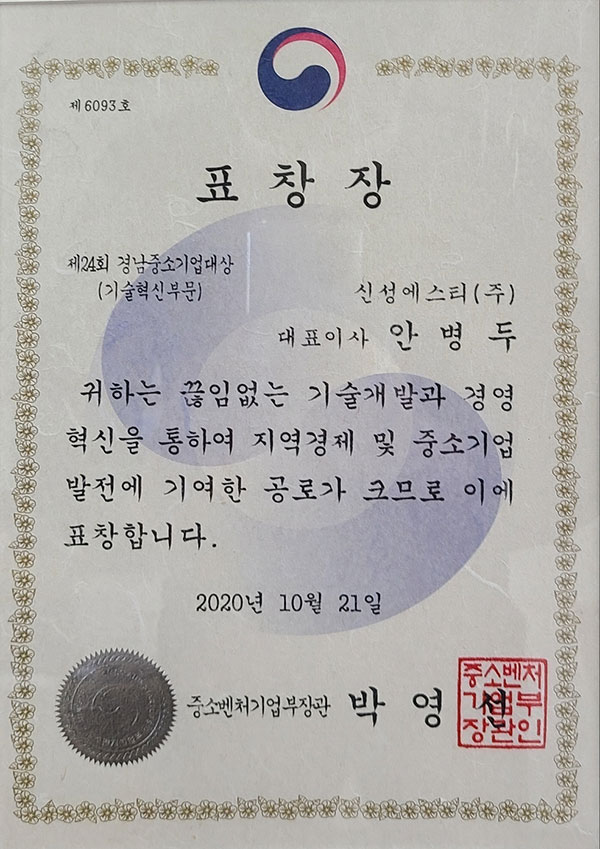 제 6093 호
표 창 장
제24회 경남중소기업대상
(기술혁신부문)
신성에스티(주)
대표이사 안 병 두
귀하는 끊임없는 기술개발과 경영
혁신을 통하여 지역경제 및 중소기업
발전에 기여한 공로가 크므로 이에
표창합니다.
2020년 10월 21일
중소벤처기업부장관 박 영 선
중소벤처
기업부
장관인